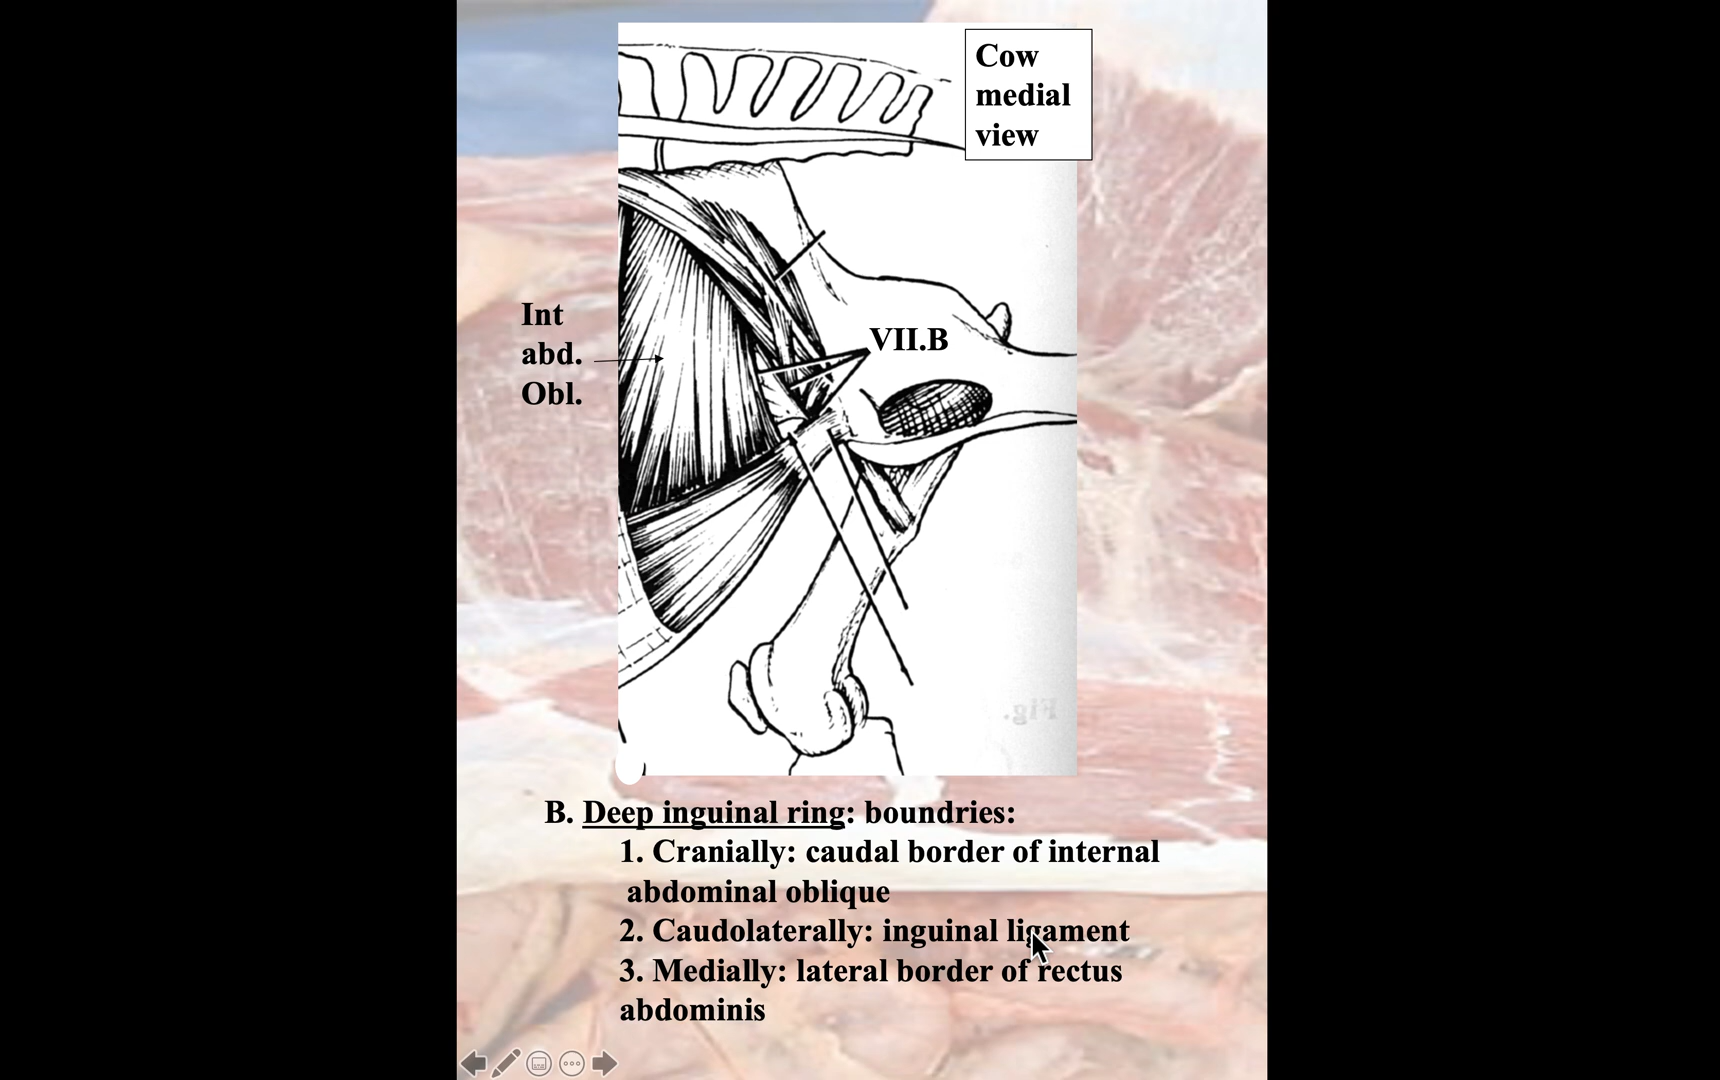 Cow
medial
view
Int
abd.
Obl.
VII.B
Fig.
B. Deep inguinal ring: boundries:
1. Cranially: caudal border of internal
abdominal oblique
2. Caudolaterally: inguinal ligament
3. Medially: lateral border of rectus
abdominis